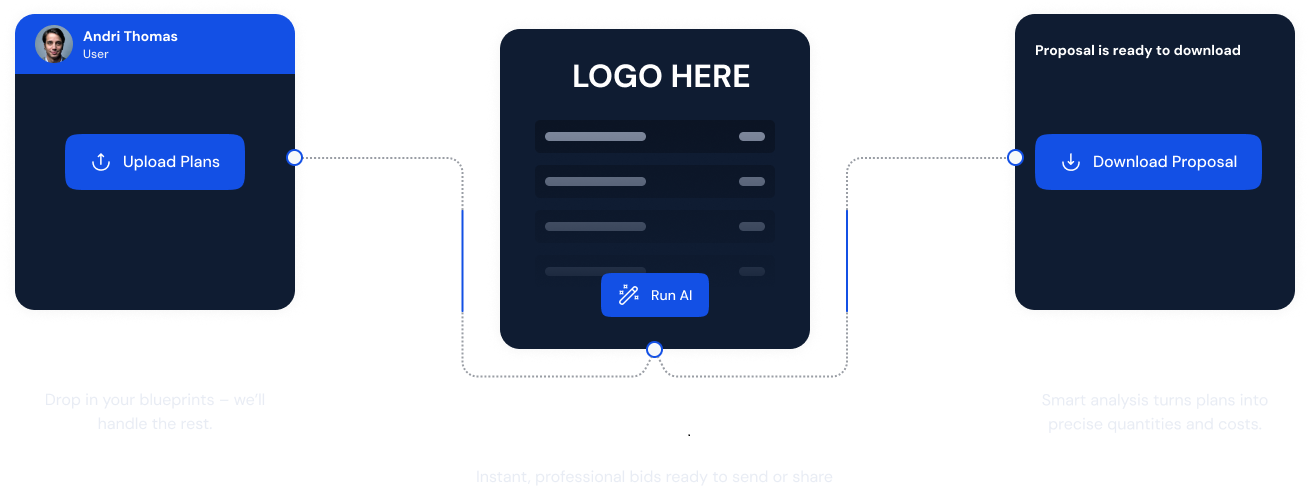 Andri Thomas
User
Upload Plans
Drop in your blueprints – we'll
handle the rest.
LOGO HERE
Run AI
.
Instant, professional bids ready to send or share
Proposal is ready to download
Download Proposal
Smart analysis turns plans into
precise quantities and costs.